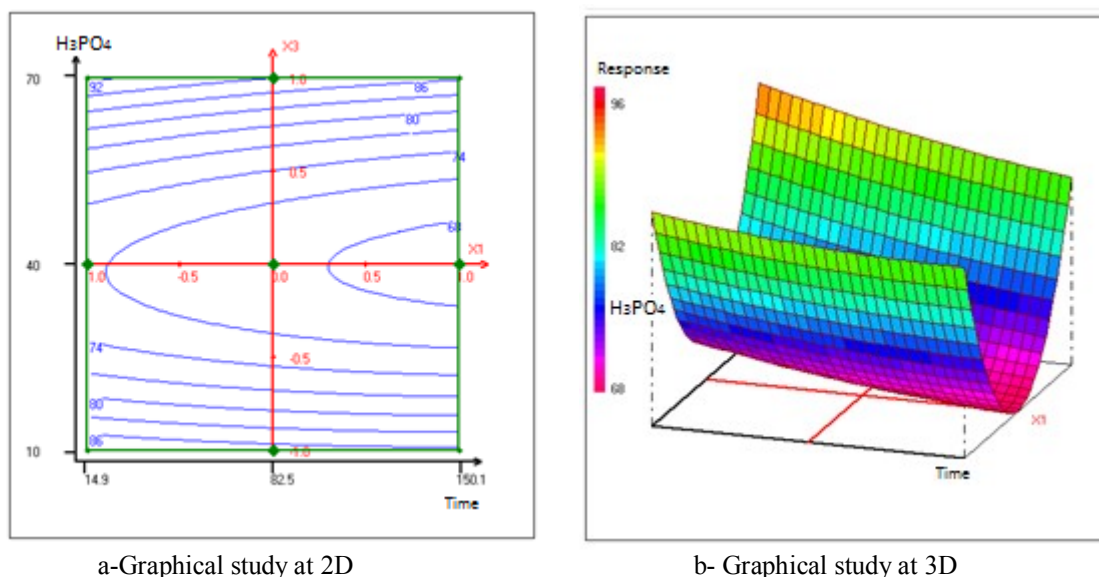 H₃PO₄
X3
70
92
1.0
86
80
74
0.5
68
X1
40
1.0
-0.5
0.0
0.5
1.0
74
-0.5
80
86
10
-1.0
14.9
82.5
150.1
Time
a-Graphical study at 2D
Response
96
82
H₃PO₄
68
X1
Time
b- Graphical study at 3D